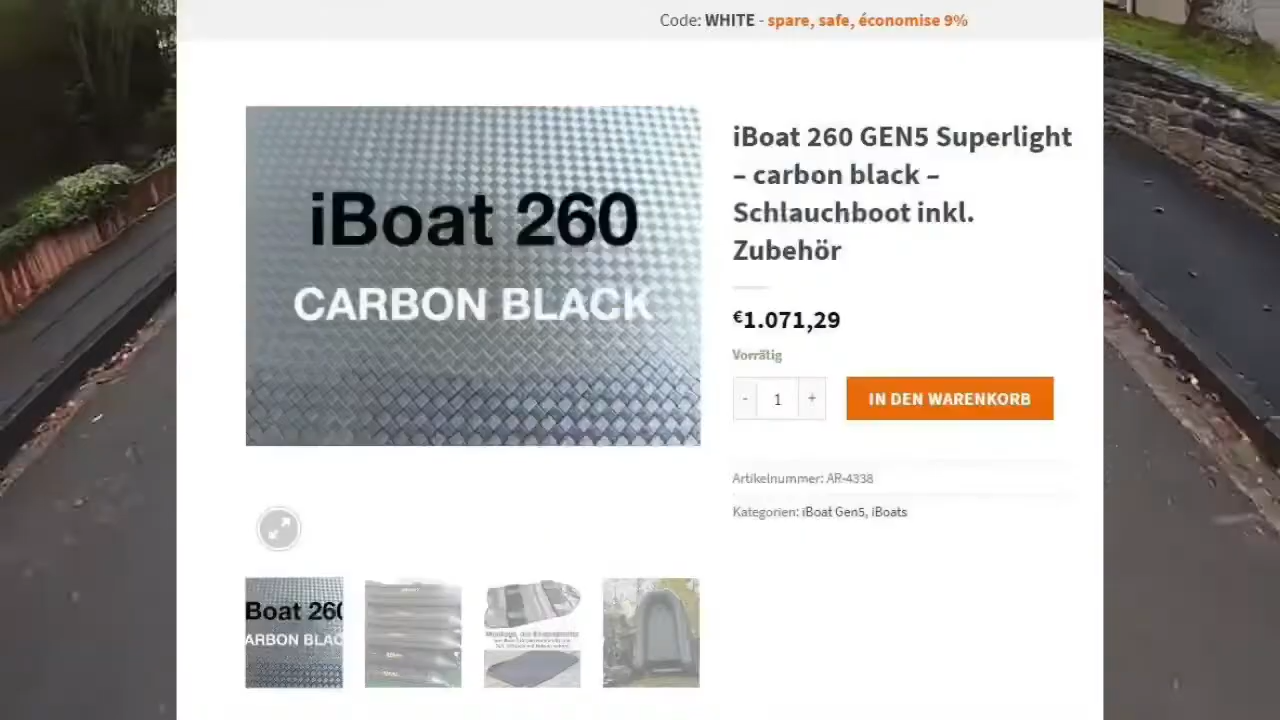 Code: WHITE - spare, safe, économise 9%
iBoat 260
CARBON BLACK
iBoat 260 GEN5 Superlight
– carbon black –
Schlauchboot inkl.
Zubehör
€1.071,29
Vorrätig
- 1 +
IN DEN WARENKORB
Artikelnummer: AR-4338
Kategorien: iBoat Gen5, iBoats
Boat 260
ARBON BLAC